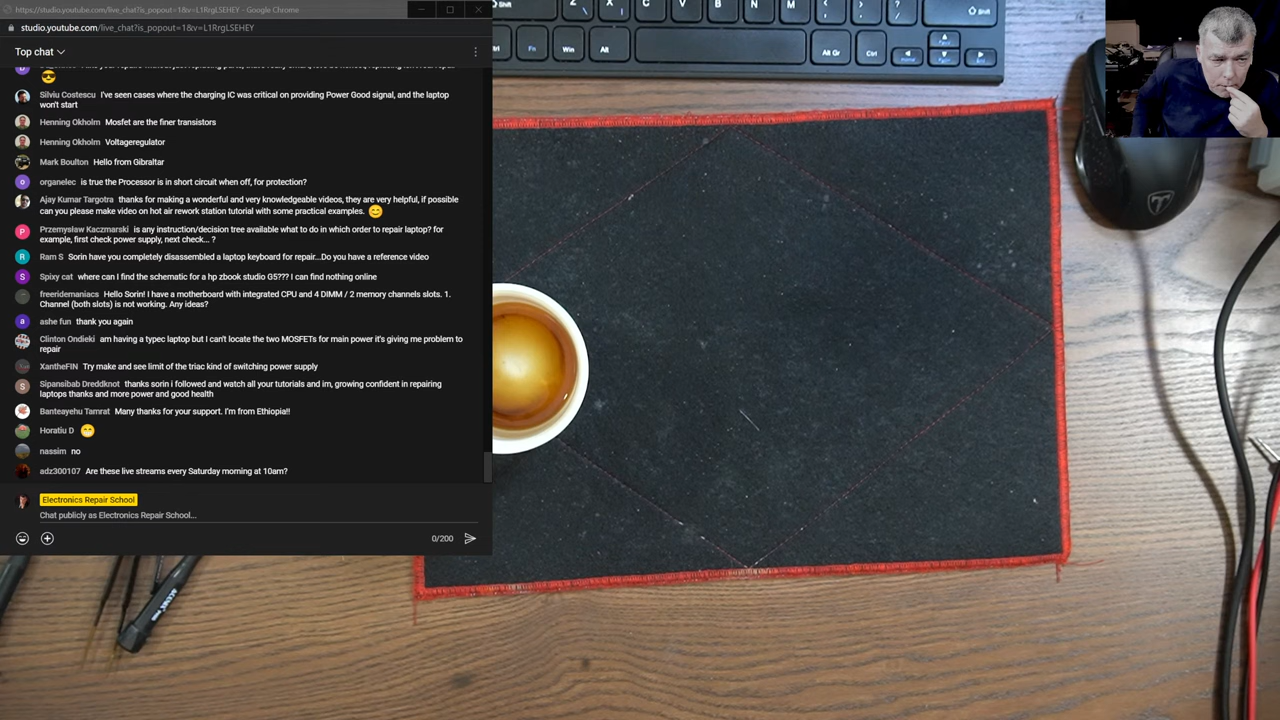 https://studio.youtube.com/live_chat?is_popout=1&v=L1RrgLSEHEY - Google Chrome
studio.youtube.com/live_chat?is_popout=1&v=L1RrgLSEHEY
Top chat
Silviu Costescu I've seen cases where the charging IC was critical on providing Power Good signal, and the laptop
won't start
Henning Okholm Mosfet are the finer transistors
Henning Okholm Voltageregulator
Mark Boulton Hello from Gibraltar
o organelec is true the Processor is in short circuit when off, for protection?
Ajay Kumar Targotra thanks for making a wonderful and very knowledgeable videos, they are very helpful, if possible
can you please make video on hot air rework station tutorial with some practical examples. 😊
P Przemysław Kaczmarski is any instruction/decision tree available what to do in which order to repair laptop? for
example, first check power supply, next check... ?
R Ram S Sorin have you completely disassembled a laptop keyboard for repair...Do you have a reference video
S Spixy cat where can I find the schematic for a hp zbook studio G5??? I can find nothing online
freeridemaniacs Hello Sorin! I have a motherboard with integrated CPU and 4 DIMM / 2 memory channels slots. 1.
Channel (both slots) is not working. Any ideas?
a ashe fun thank you again
Clinton Ondieki am having a typec laptop but I can't locate the two MOSFETs for main power it's giving me problem to
repair
XantheFIN Try make and see limit of the triac kind of switching power supply
S Sipansibab Dreddknot thanks sorin i followed and watch all your tutorials and im, growing confident in repairing
laptops thanks and more power and good health
Banteayehu Tamrat Many thanks for your support. I'm from Ethiopia!!
Horatiu D 😁
nassim no
adz300107 Are these live streams every Saturday morning at 10am?
Electronics Repair School
Chat publicly as Electronics Repair School...
0/200
Shift Z X C V B N M Shift
Fn Win Alt Alt Gr Ctrl